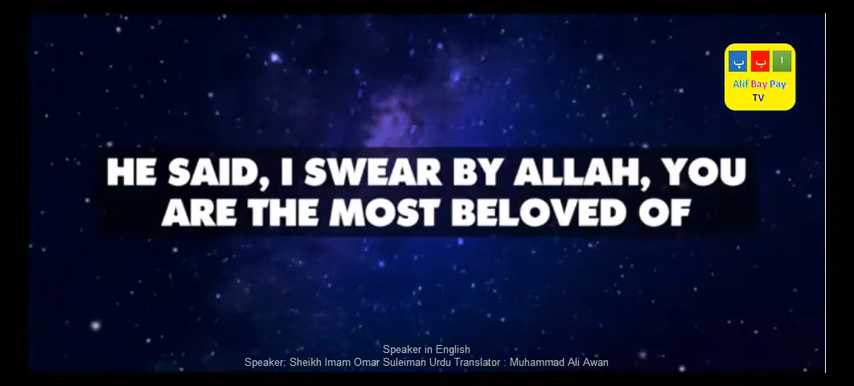 پ ب ا
Alif Bay Pay
TV
HE SAID, I SWEAR BY ALLAH, YOU
ARE THE MOST BELOVED OF
Speaker in English
Speaker: Sheikh Imam Omar Suleiman Urdu Translator : Muhammad Ali Awan